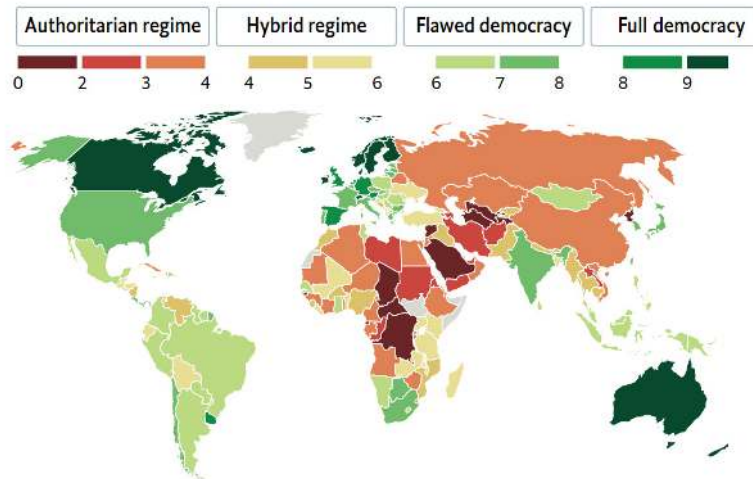 Authoritarian regime Hybrid regime Flawed democracy Full democracy
0 2 3 4 4 5 6 6 7 8 8 9